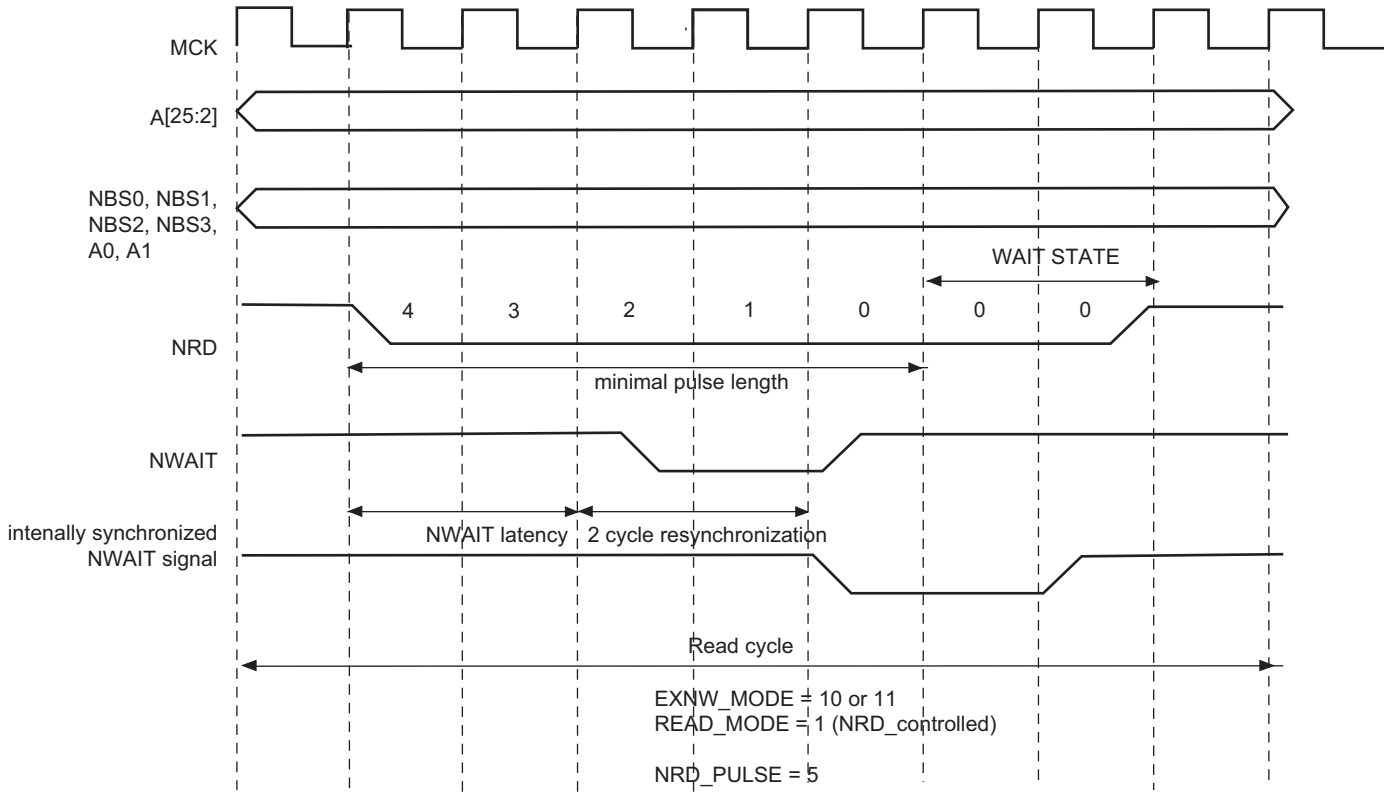 MCK
A[25:2]
NBS0, NBS1,
NBS2, NBS3,
A0, A1
WAIT STATE
4 3 2 1 0 0 0
NRD
minimal pulse length
NWAIT
intenally synchronized
NWAIT signal
NWAIT latency 2 cycle resynchronization
Read cycle
EXNW_MODE = 10 or 11
READ_MODE = 1 (NRD_controlled)
NRD_PULSE = 5